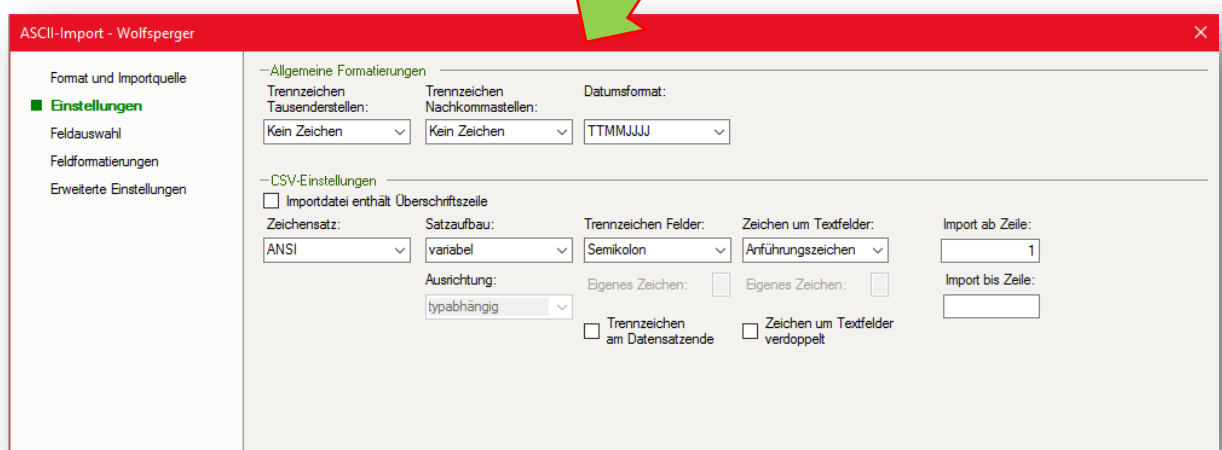 ASCII-Import - Wolfsperger
Format und Importquelle
Einstellungen
Feldauswahl
Feldformatierungen
Erweiterte Einstellungen
Allgemeine Formatierungen
Trennzeichen Tausenderstellen:
Trennzeichen Nachkommastellen:
Datumsformat:
Kein Zeichen
Kein Zeichen
TTMMJJJJ
CSV-Einstellungen
Importdatei enthält Überschriftszeile
Zeichensatz:
Satzaufbau:
Trennzeichen Felder:
Zeichen um Textfelder:
Import ab Zeile:
ANSI
variabel
Semikolon
Anführungszeichen
1
Ausrichtung:
Eigenes Zeichen:
Eigenes Zeichen:
Import bis Zeile:
typabhängig
Trennzeichen
am Datensatzende
Zeichen um Textfelder
verdoppelt